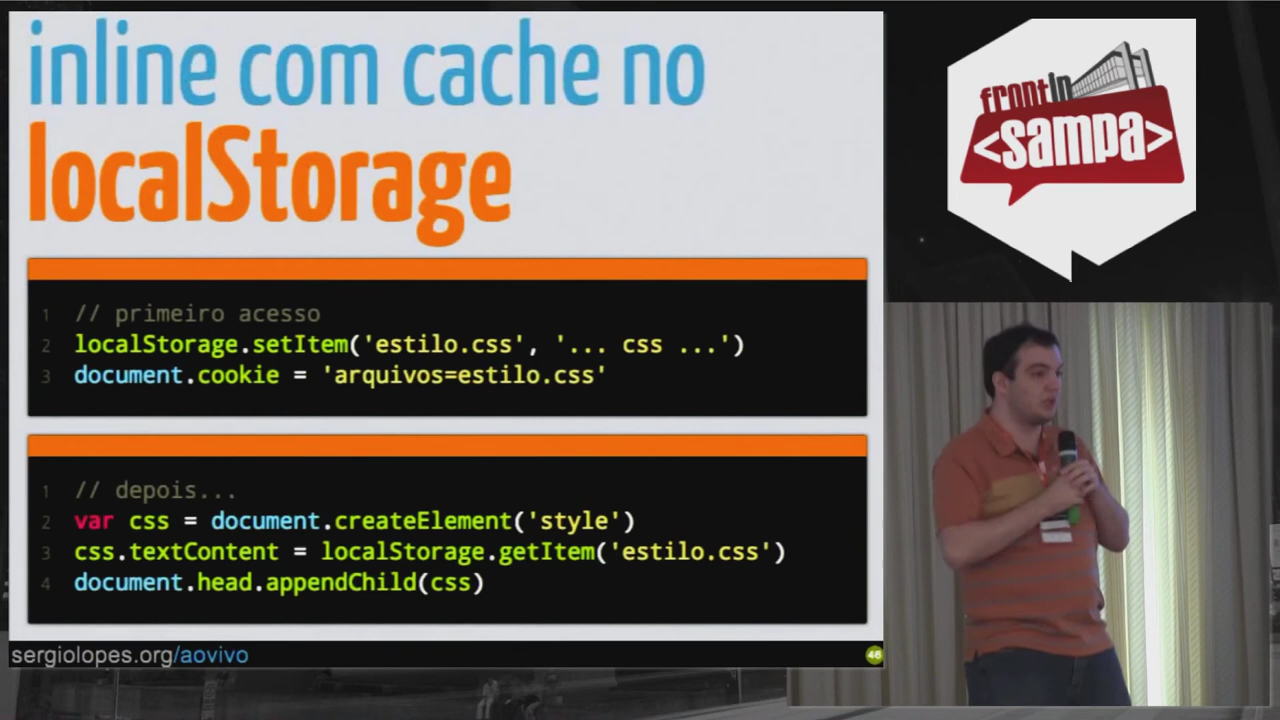 inline com cache no
localStorage
1 // primeiro acesso
2 localStorage.setItem('estilo.css', '... css ...')
3 document.cookie = 'arquivos=estilo.css'
1 // depois...
2 var css = document.createElement('style')
3 css.textContent = localStorage.getItem('estilo.css')
4 document.head.appendChild(css)
sergiolopes.org/aovivo
46
frontin
<sampa>